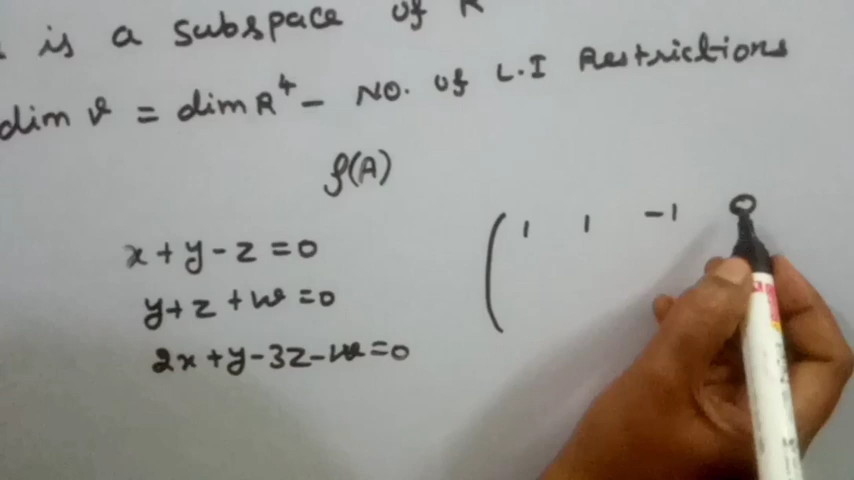 is a subspace of R
dim v = dim R⁴ - No. of L.I Restrictions
ρ(A)
x + y - z = 0
y + z + w = 0
2x + y - 3z - w = 0
( 1 1 -1 0